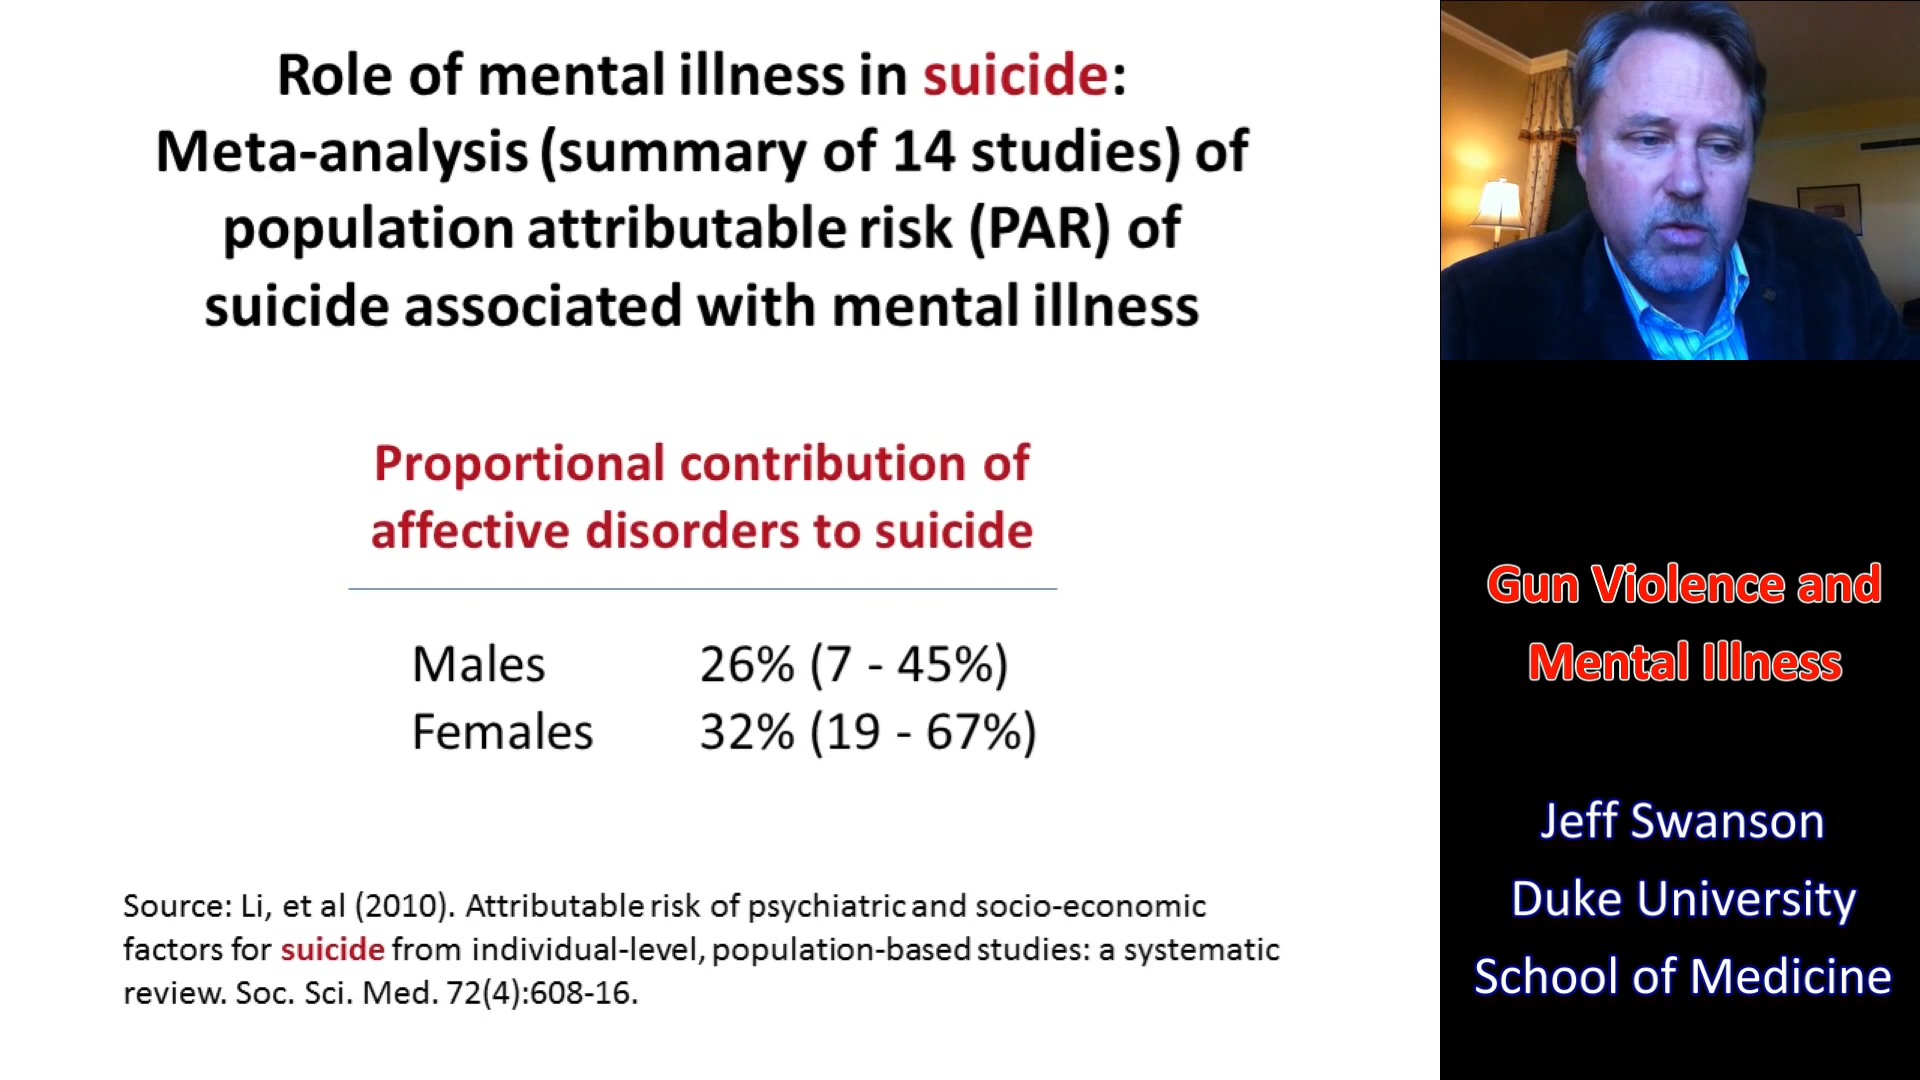 Role of mental illness in suicide:
Meta-analysis (summary of 14 studies) of
population attributable risk (PAR) of
suicide associated with mental illness
Proportional contribution of
affective disorders to suicide
Males 26% (7 - 45%)
Females 32% (19 - 67%)
Source: Li, et al (2010). Attributable risk of psychiatric and socio-economic
factors for suicide from individual-level, population-based studies: a systematic
review. Soc. Sci. Med. 72(4):608-16.
Gun Violence and
Mental Illness
Jeff Swanson
Duke University
School of Medicine